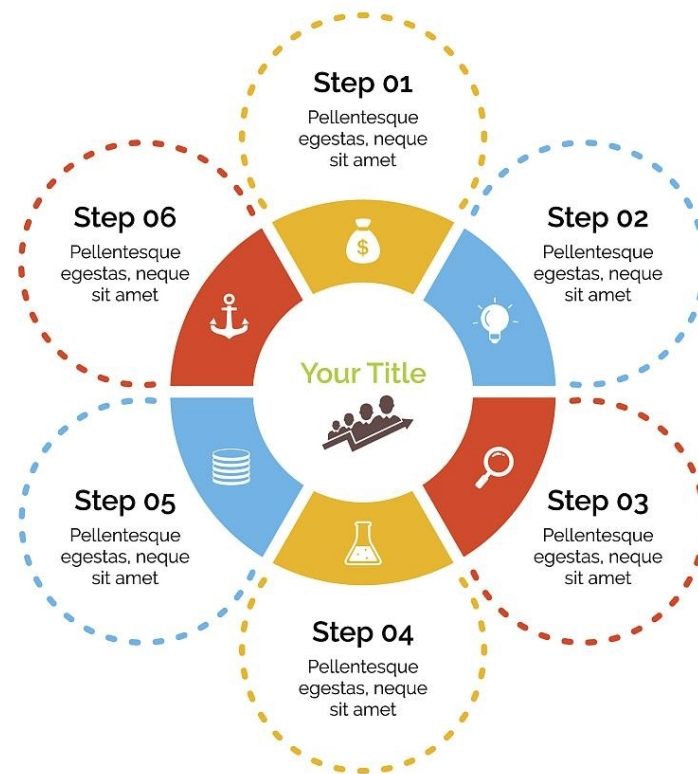 Step 01
Pellentesque
egestas, neque
sit amet
Step 02
Pellentesque
egestas, neque
sit amet
Step 03
Pellentesque
egestas, neque
sit amet
Step 04
Pellentesque
egestas, neque
sit amet
Step 05
Pellentesque
egestas, neque
sit amet
Step 06
Pellentesque
egestas, neque
sit amet
$
Your Title